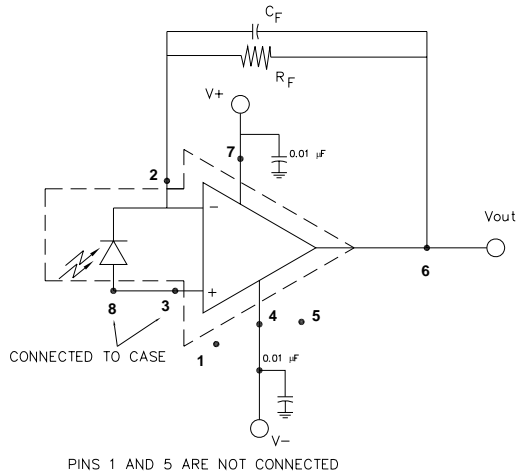 C_F
R_F
V+
7
0.01 µF
2
−
Vout
6
+
8
3
4
5
CONNECTED TO CASE
1
0.01 µF
V−
PINS 1 AND 5 ARE NOT CONNECTED